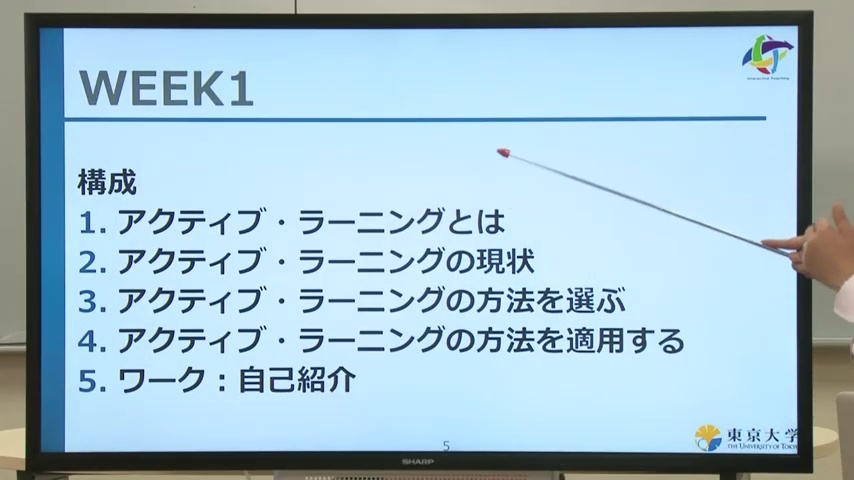 WEEK1
Interactive Teaching
構成
1. アクティブ・ラーニングとは
2. アクティブ・ラーニングの現状
3. アクティブ・ラーニングの方法を選ぶ
4. アクティブ・ラーニングの方法を適用する
5. ワーク：自己紹介
5
東京大学
THE UNIVERSITY OF TOKYO
SHARP